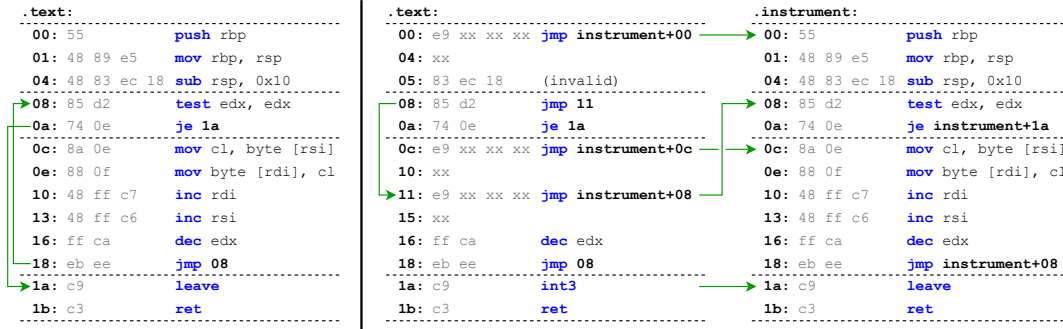 .text:
00: 55 push rbp
01: 48 89 e5 mov rbp, rsp
04: 48 83 ec 18 sub rsp, 0x10
08: 85 d2 test edx, edx
0a: 74 0e je 1a
0c: 8a 0e mov cl, byte [rsi]
0e: 88 0f mov byte [rdi], cl
10: 48 ff c7 inc rdi
13: 48 ff c6 inc rsi
16: ff ca dec edx
18: eb ee jmp 08
1a: c9 leave
1b: c3 ret
.text:
00: e9 xx xx xx jmp instrument+00
04: xx
05: 83 ec 18 (invalid)
08: 85 d2 jmp 11
0a: 74 0e je 1a
0c: e9 xx xx xx jmp instrument+0c
10: xx
11: e9 xx xx xx jmp instrument+08
15: xx
16: ff ca dec edx
18: eb ee jmp 08
1a: c9 int3
1b: c3 ret
.instrument:
00: 55 push rbp
01: 48 89 e5 mov rbp, rsp
04: 48 83 ec 18 sub rsp, 0x10
08: 85 d2 test edx, edx
0a: 74 0e je instrument+1a
0c: 8a 0e mov cl, byte [rsi]
0e: 88 0f mov byte [rdi], cl
10: 48 ff c7 inc rdi
13: 48 ff c6 inc rsi
16: ff ca dec edx
18: eb ee jmp instrument+08
1a: c9 leave
1b: c3 ret